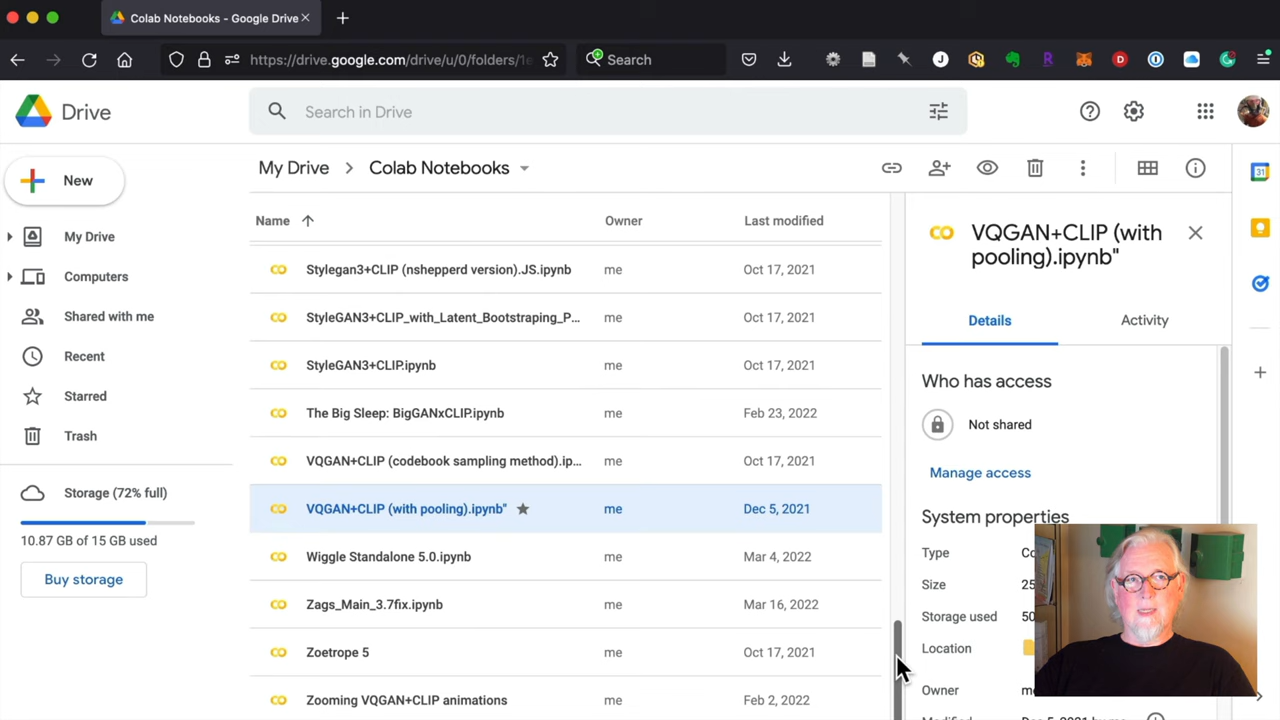 Colab Notebooks - Google Drive
https://drive.google.com/drive/u/0/folders/1e
Search
Drive
Search in Drive
New
My Drive
Computers
Shared with me
Recent
Starred
Trash
Storage (72% full)
10.87 GB of 15 GB used
Buy storage
My Drive > Colab Notebooks
Name Owner Last modified
Stylegan3+CLIP (nshepperd version).JS.ipynb me Oct 17, 2021
StyleGAN3+CLIP_with_Latent_Bootstraping_P... me Oct 17, 2021
StyleGAN3+CLIP.ipynb me Oct 17, 2021
The Big Sleep: BigGANxCLIP.ipynb me Feb 23, 2022
VQGAN+CLIP (codebook sampling method).ip... me Oct 17, 2021
VQGAN+CLIP (with pooling).ipynb" me Dec 5, 2021
Wiggle Standalone 5.0.ipynb me Mar 4, 2022
Zags_Main_3.7fix.ipynb me Mar 16, 2022
Zoetrope 5 me Oct 17, 2021
Zooming VQGAN+CLIP animations me Feb 2, 2022
VQGAN+CLIP (with
pooling).ipynb"
Details Activity
Who has access
Not shared
Manage access
System properties
Type
Size
Storage used
Location
Owner
31